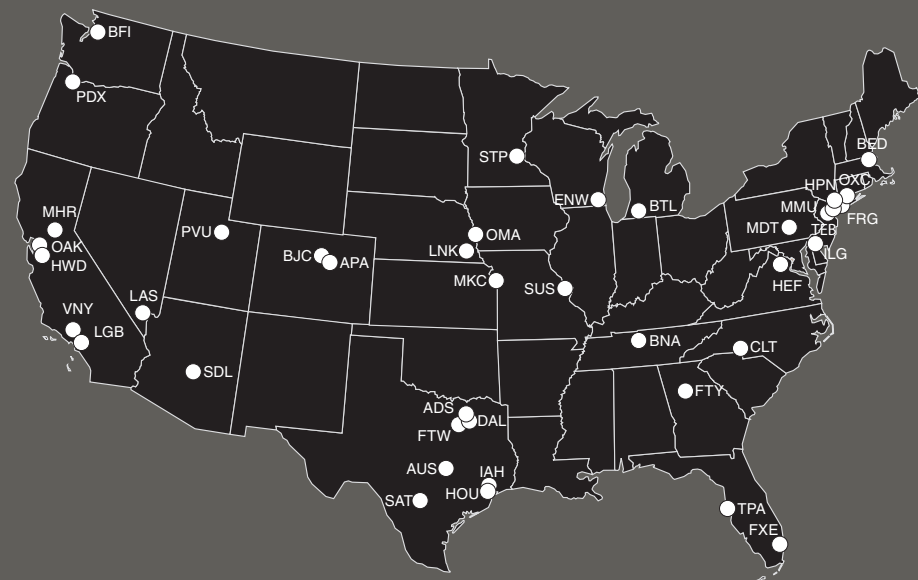 BFI
PDX
BED
STP
HPN
OXC
ENW
BTL
MMU
MHR
FRG
PVU
OMA
MDT
TEB
OAK
LNK
ILG
BJC
APA
HWD
MKC
SUS
HEF
LAS
VNY
LGB
BNA
CLT
SDL
FTY
ADS
DAL
FTW
AUS
IAH
HOU
SAT
TPA
FXE